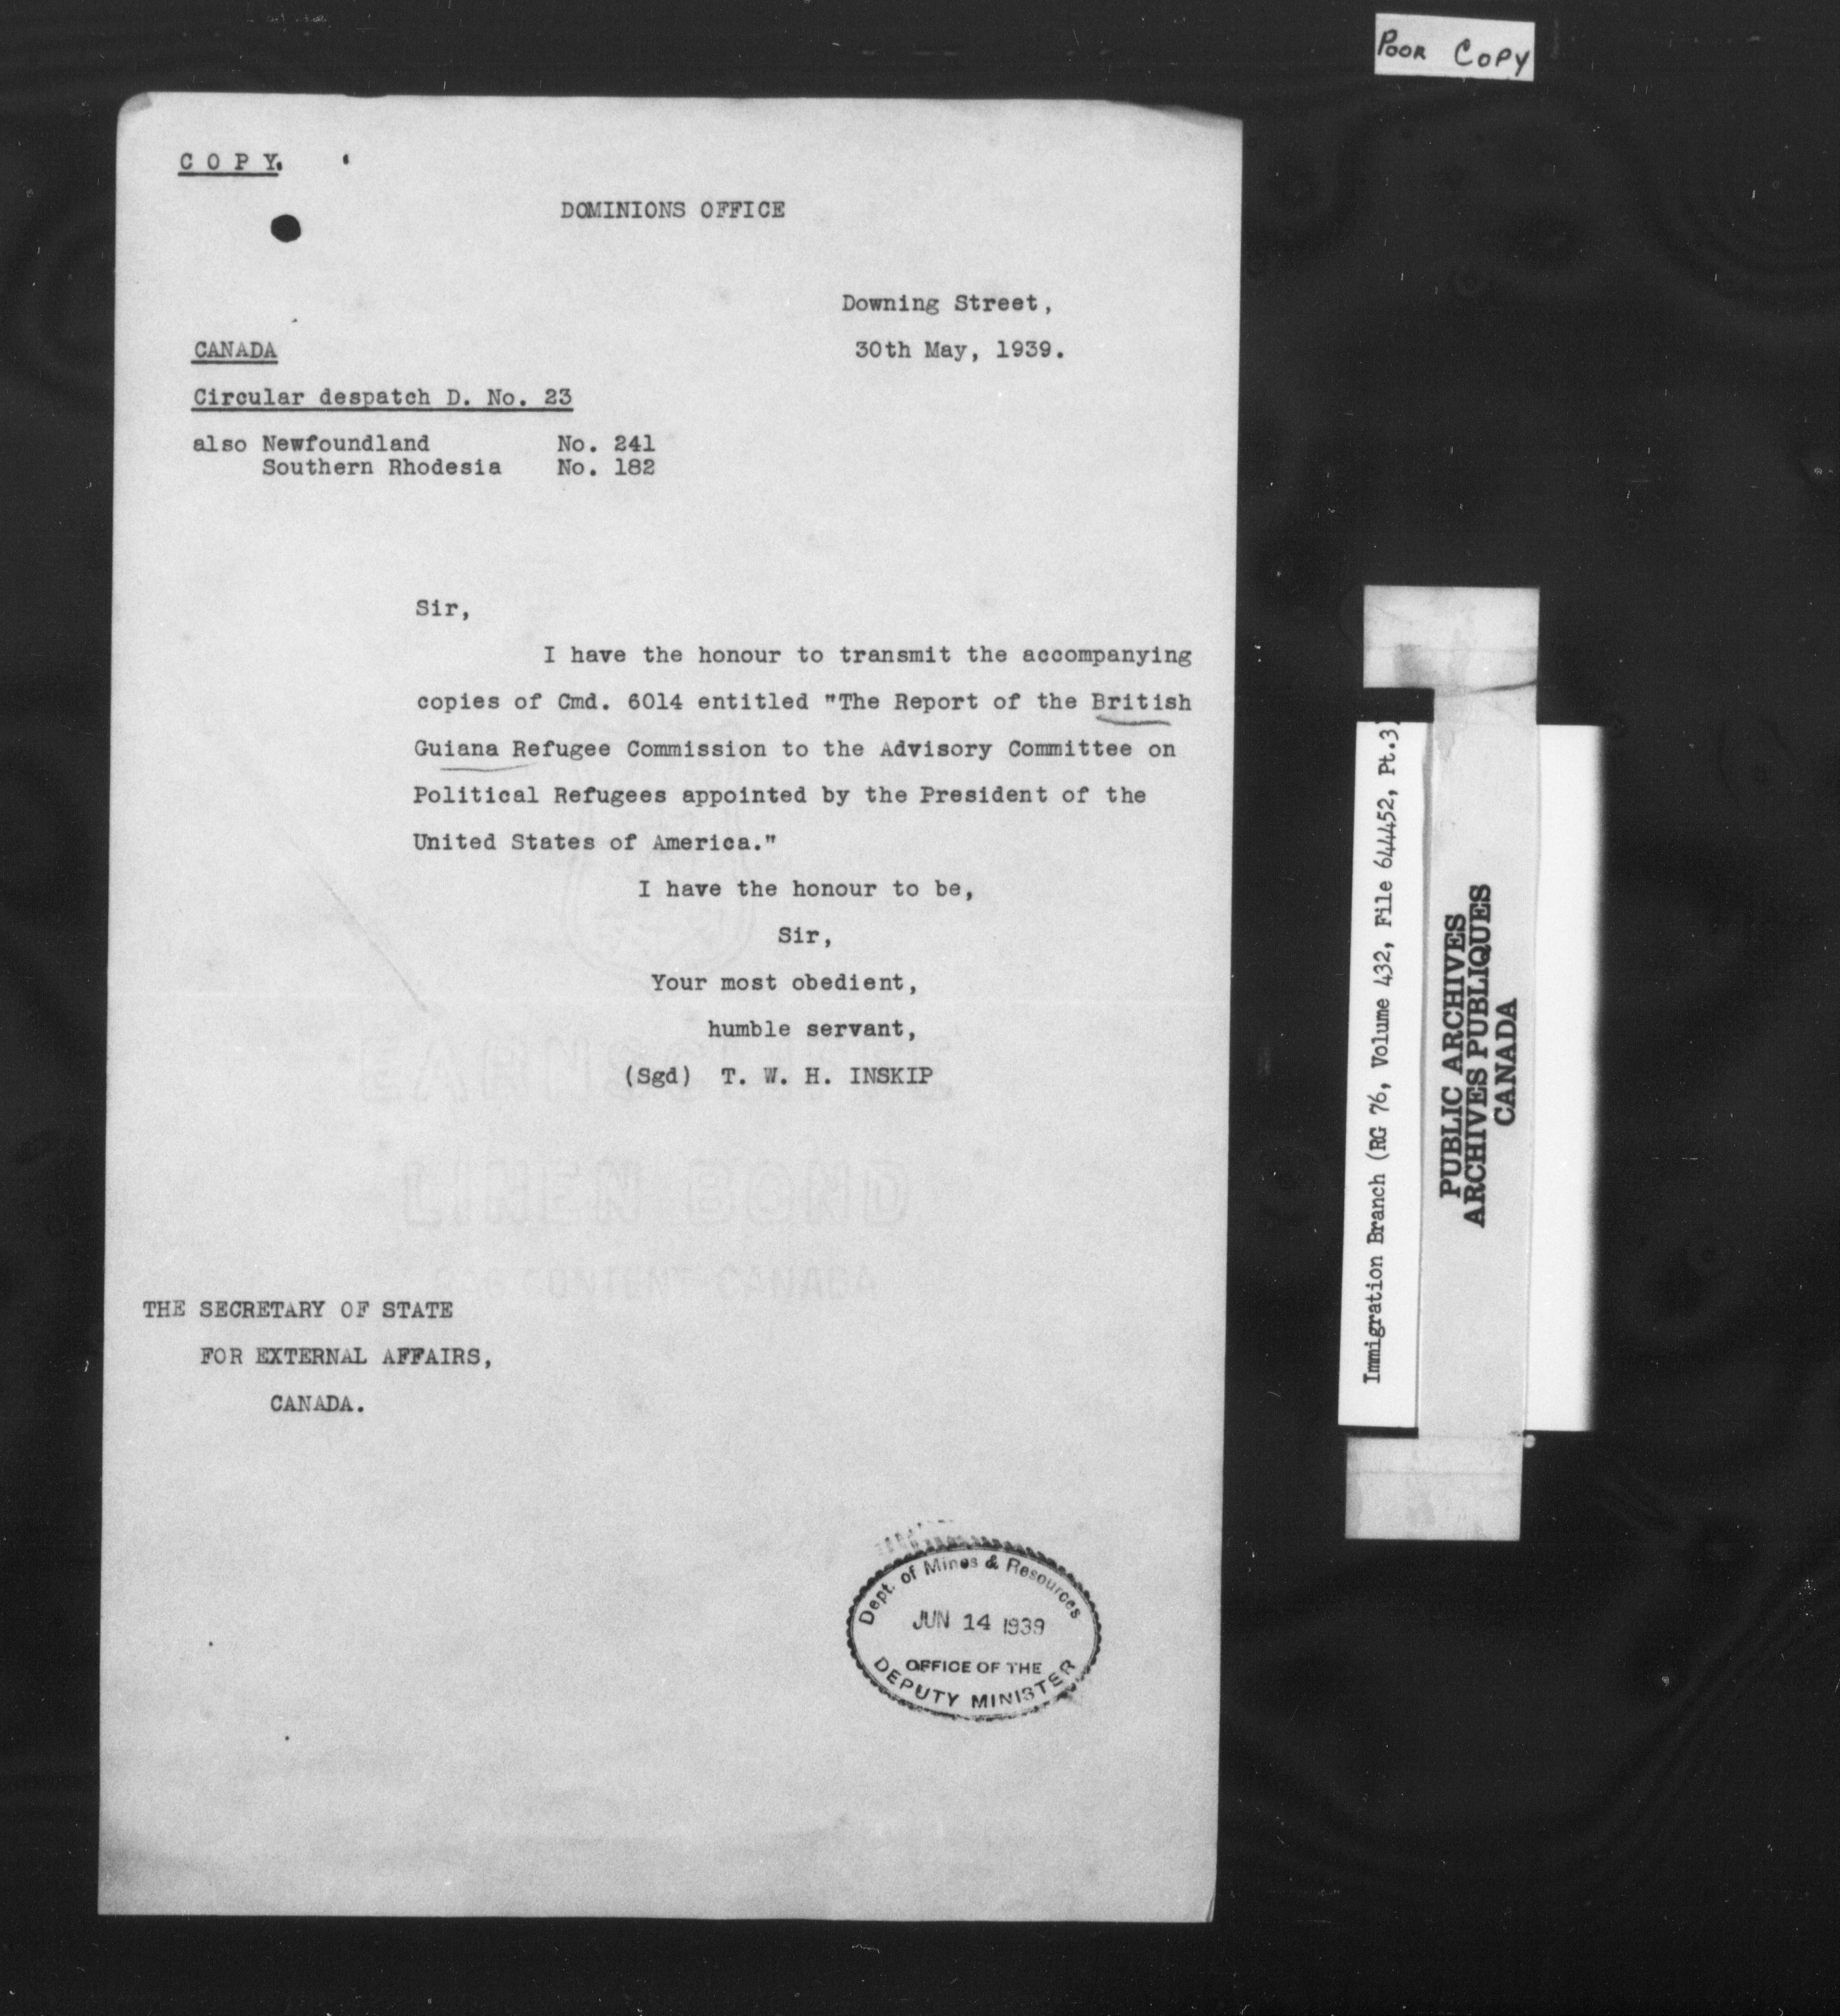 POOR COPY
C O P Y.
DOMINIONS OFFICE
Downing Street,
30th May, 1939.
CANADA
Circular despatch D. No. 23
also Newfoundland No. 241
Southern Rhodesia No. 182
Sir,
I have the honour to transmit the accompanying
copies of Cmd. 6014 entitled "The Report of the British
Guiana Refugee Commission to the Advisory Committee on
Political Refugees appointed by the President of the
United States of America."
I have the honour to be,
Sir,
Your most obedient,
humble servant,
(Sgd) T. W. H. INSKIP
LINEN BOND
CANADA
THE SECRETARY OF STATE
FOR EXTERNAL AFFAIRS,
CANADA.
Dept. of Mines & Resources
JUN 14 1939
OFFICE OF THE
DEPUTY MINISTER
Immigration Branch (RG 76, Volume 432, File 644452, Pt.3)
PUBLIC ARCHIVES
ARCHIVES PUBLIQUES
CANADA